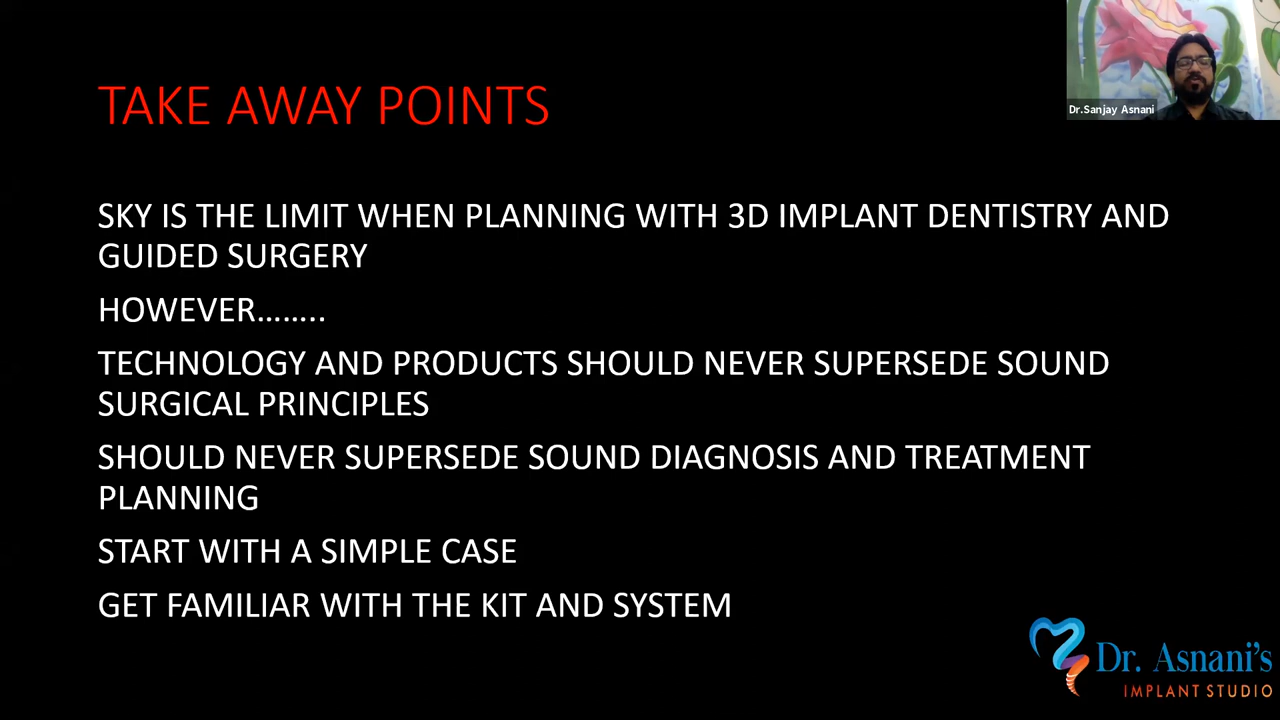 Dr.Sanjay Asnani
TAKE AWAY POINTS
SKY IS THE LIMIT WHEN PLANNING WITH 3D IMPLANT DENTISTRY AND
GUIDED SURGERY
HOWEVER……..
TECHNOLOGY AND PRODUCTS SHOULD NEVER SUPERSEDE SOUND
SURGICAL PRINCIPLES
SHOULD NEVER SUPERSEDE SOUND DIAGNOSIS AND TREATMENT
PLANNING
START WITH A SIMPLE CASE
GET FAMILIAR WITH THE KIT AND SYSTEM
Dr. Asnani's
IMPLANT STUDIO